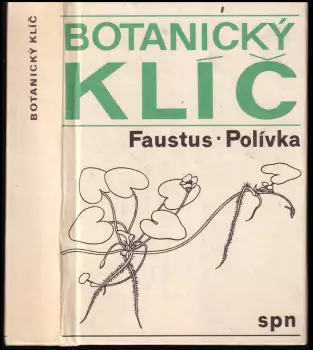 BOTANICKÝ KLÍČ
BOTANICKÝ
KLÍČ
Faustus · Polívka
spn